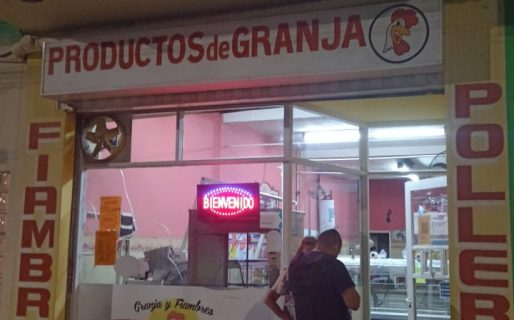 PRODUCTOS de GRANJA
FIAMBR
POLLER
BIENVENIDO
Granja y Fiambres